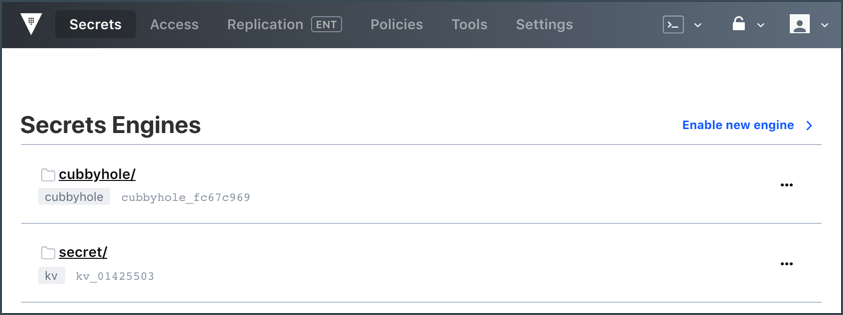 Secrets Access Replication ENT Policies Tools Settings
Secrets Engines Enable new engine
cubbyhole/
cubbyhole cubbyhole_fc67c969
secret/
kv kv_01425503